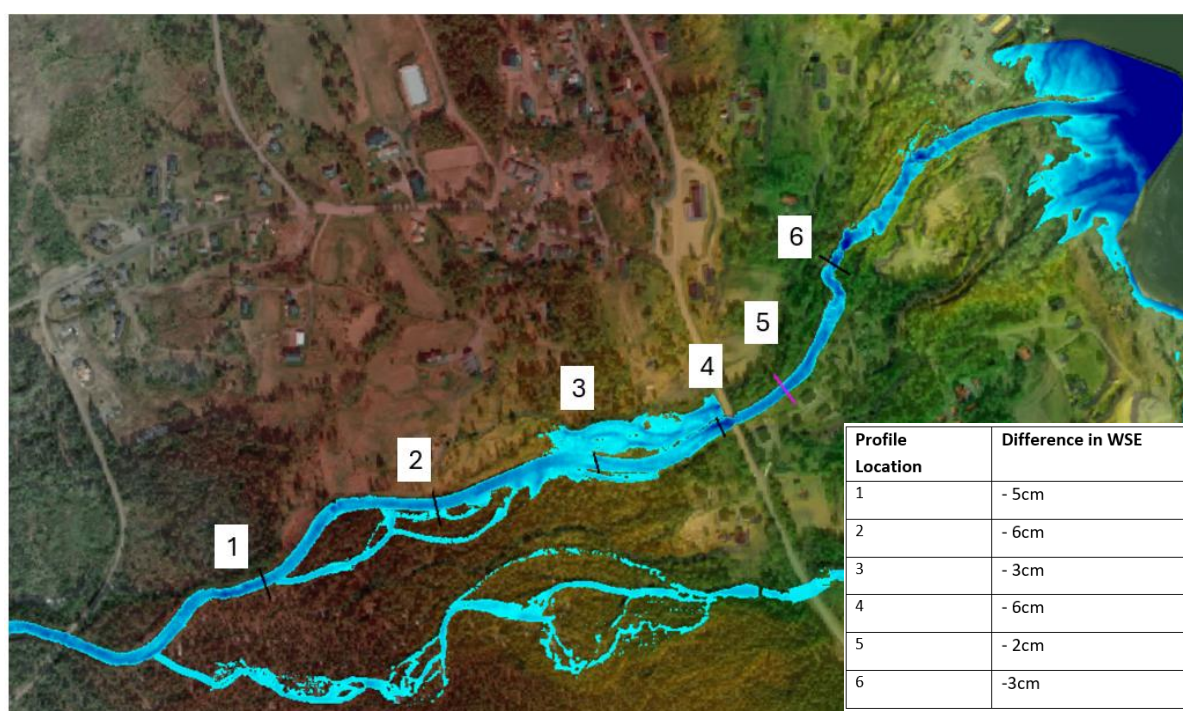 6
5
4
3
2
1
Profile Difference in WSE
Location
1 - 5cm
2 - 6cm
3 - 3cm
4 - 6cm
5 - 2cm
6 -3cm